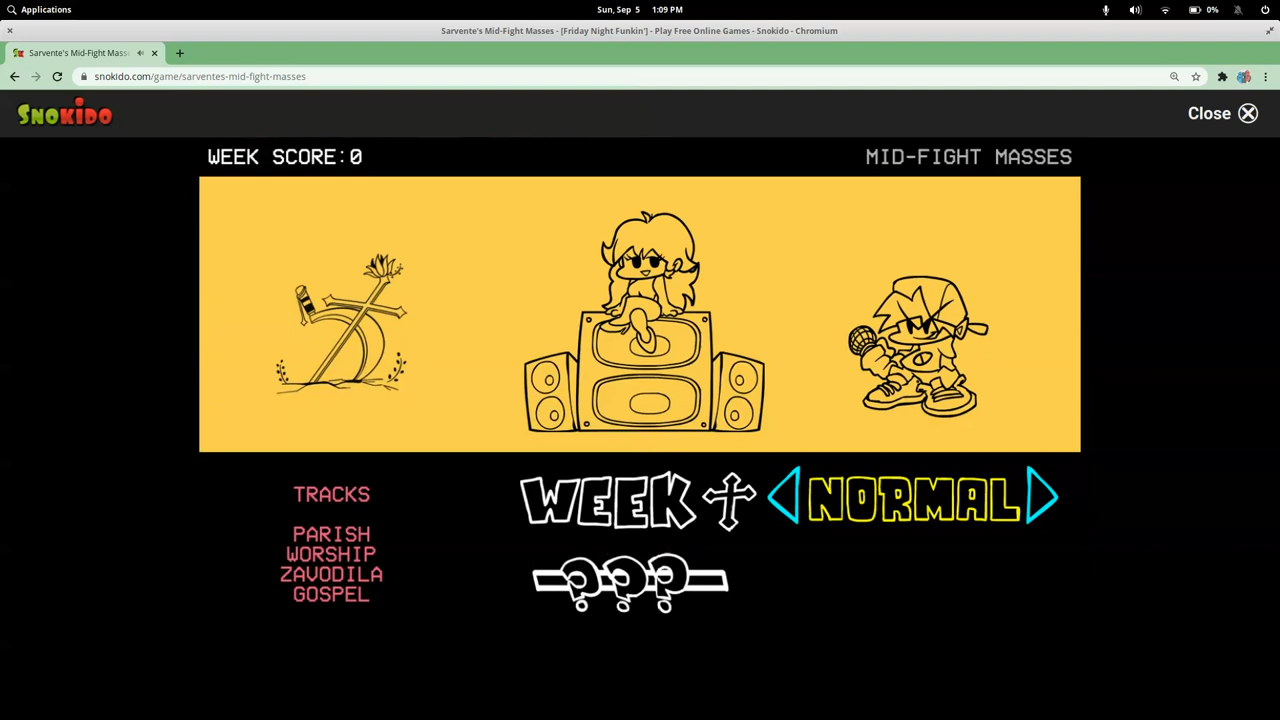 Applications
Sun, Sep 5 1:09 PM
0%
Sarvente's Mid-Fight Masses - [Friday Night Funkin'] - Play Free Online Games - Snokido - Chromium
Sarvente's Mid-Fight Mass
snokido.com/game/sarventes-mid-fight-masses
SNOKIDO
Close
WEEK SCORE:0
MID-FIGHT MASSES
TRACKS
WEEK
NORMAL
PARISH
WORSHIP
ZAVODILA
GOSPEL
???